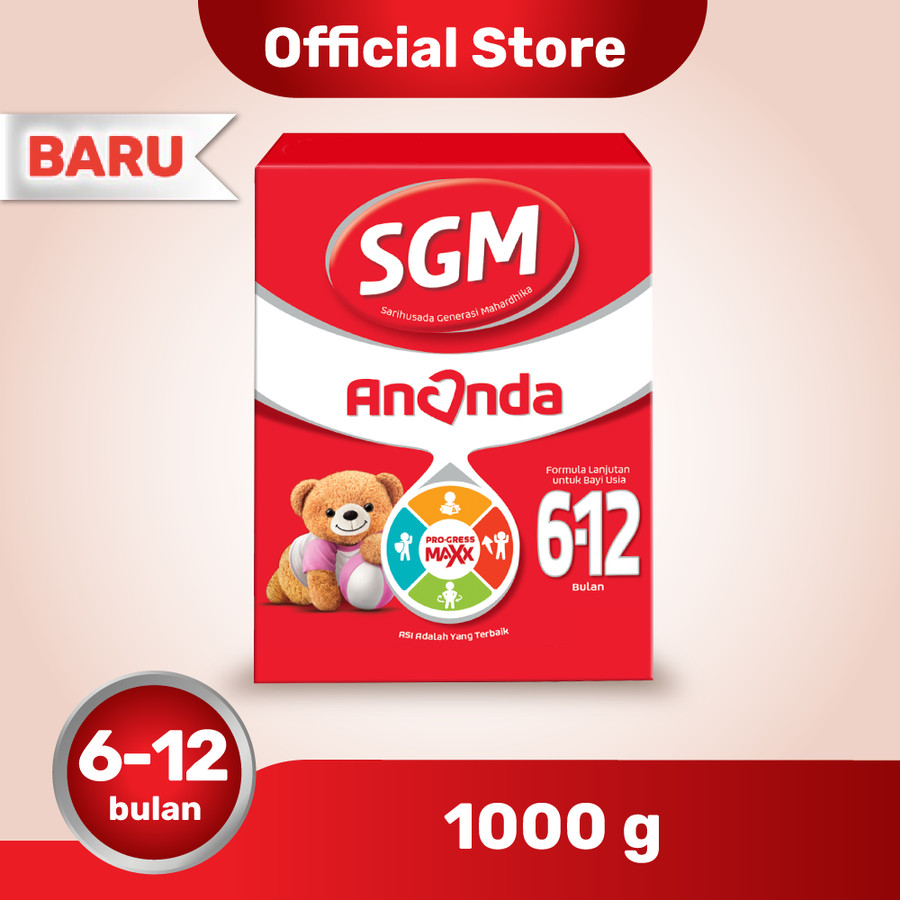 Official Store
BARU
SGM
Sarihusada Generasi Mahardhika
Ananda
Formula Lanjutan
untuk Bayi Usia
6-12
Bulan
PRO-GRESS
MAXX
ASI Adalah Yang Terbaik
6-12
bulan
1000 g